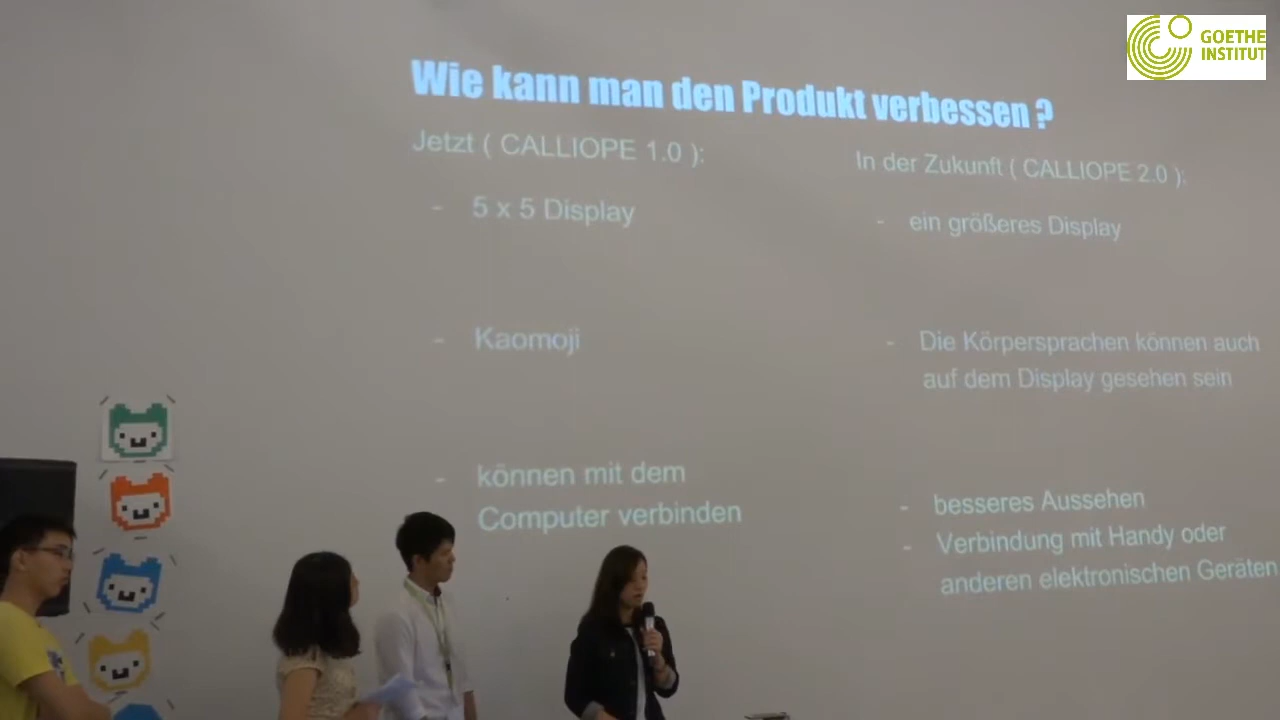 GOETHE
INSTITUT
Wie kann man den Produkt verbessen ?
Jetzt ( CALLIOPE 1.0 ):
- 5 x 5 Display
- Kaomoji
- können mit dem
Computer verbinden
In der Zukunft ( CALLIOPE 2.0 ):
- ein größeres Display
- Die Körpersprachen können auch
auf dem Display gesehen sein
- besseres Aussehen
- Verbindung mit Handy oder
anderen elektronischen Geräten